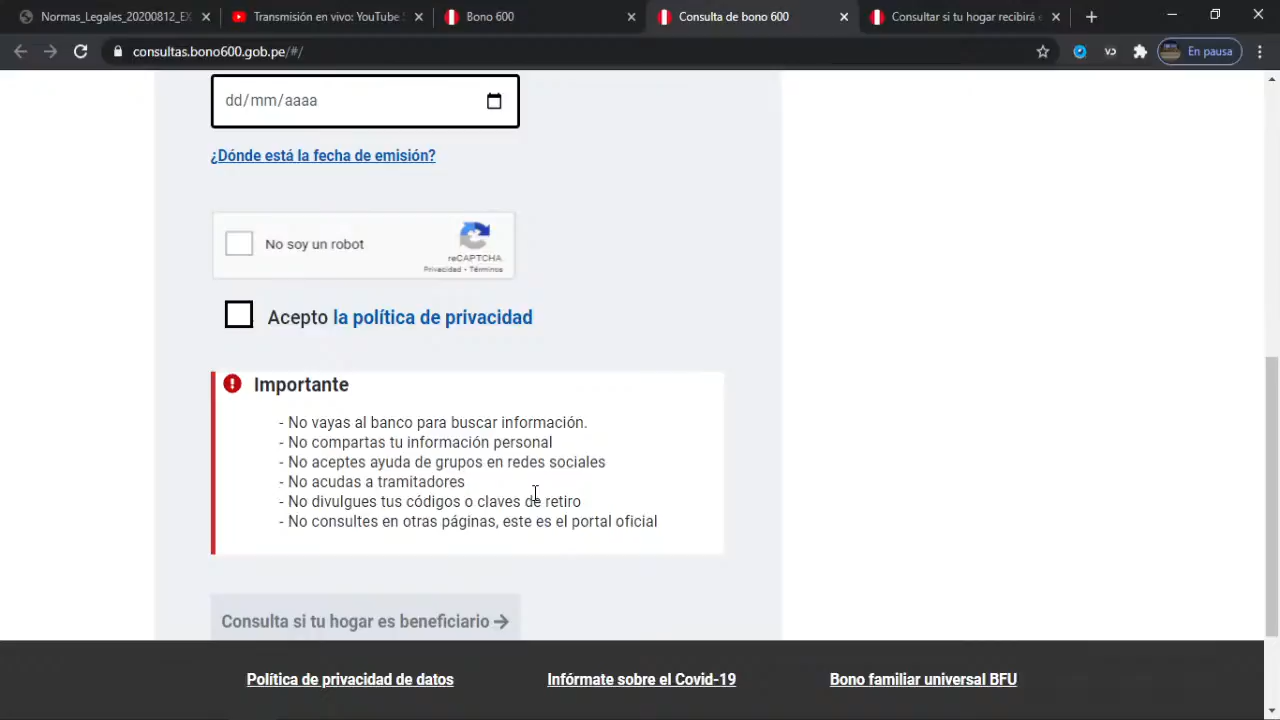 Normas_Legales_20200812_EX
Transmisión en vivo: YouTube
Bono 600
Consulta de bono 600
Consultar si tu hogar recibirá
consultas.bono600.gob.pe/#/
En pausa
dd/mm/aaaa
¿Dónde está la fecha de emisión?
No soy un robot
reCAPTCHA
Privacidad - Términos
Acepto la política de privacidad
Importante
- No vayas al banco para buscar información.
- No compartas tu información personal
- No aceptes ayuda de grupos en redes sociales
- No acudas a tramitadores
- No divulgues tus códigos o claves de retiro
- No consultes en otras páginas, este es el portal oficial
Consulta si tu hogar es beneficiario →
Política de privacidad de datos
Infórmate sobre el Covid-19
Bono familiar universal BFU